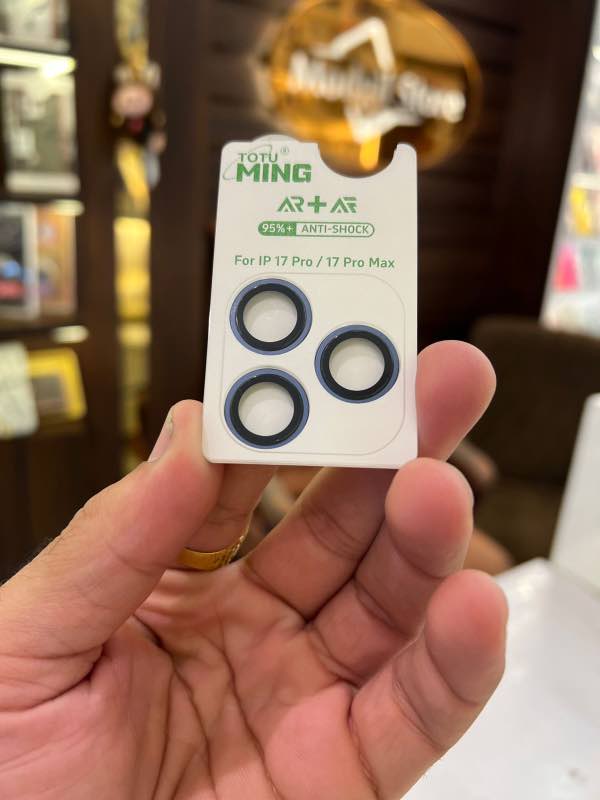 TOTU®
MING
AR+AF
95%+ ANTI-SHOCK
For IP 17 Pro / 17 Pro Max